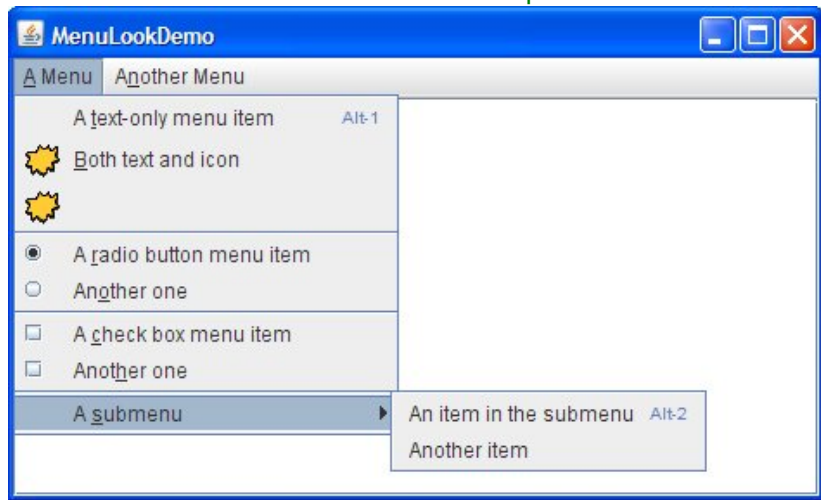 MenuLookDemo
A Menu Another Menu
A text-only menu item Alt-1
Both text and icon
A radio button menu item
Another one
A check box menu item
Another one
A submenu An item in the submenu Alt-2
Another item